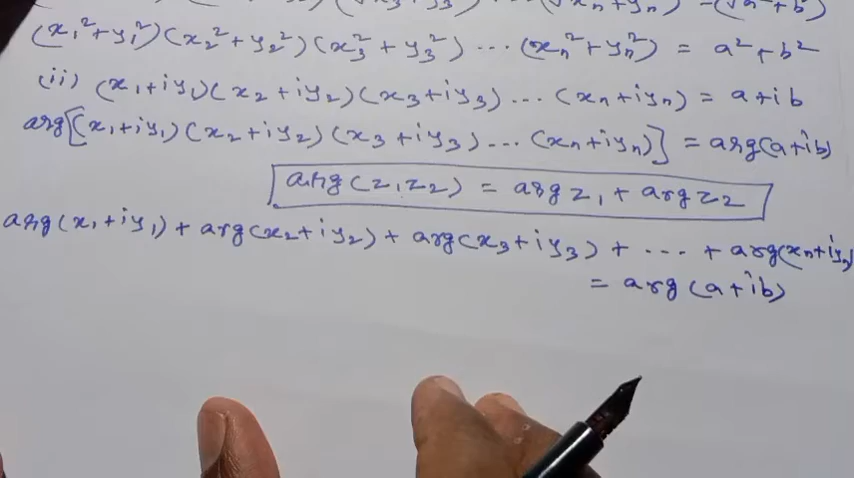 (x₁²+y₁²)(x₂²+y₂²)(x₃²+y₃²)...(xₙ²+yₙ²) = a²+b²
(ii) (x₁+iy₁)(x₂+iy₂)(x₃+iy₃)...(xₙ+iyₙ) = a+ib
arg[(x₁+iy₁)(x₂+iy₂)(x₃+iy₃)...(xₙ+iyₙ)] = arg(a+ib)
arg(z₁z₂) = arg z₁ + arg z₂
arg(x₁+iy₁) + arg(x₂+iy₂) + arg(x₃+iy₃) + ... + arg(xₙ+iyₙ)
= arg(a+ib)